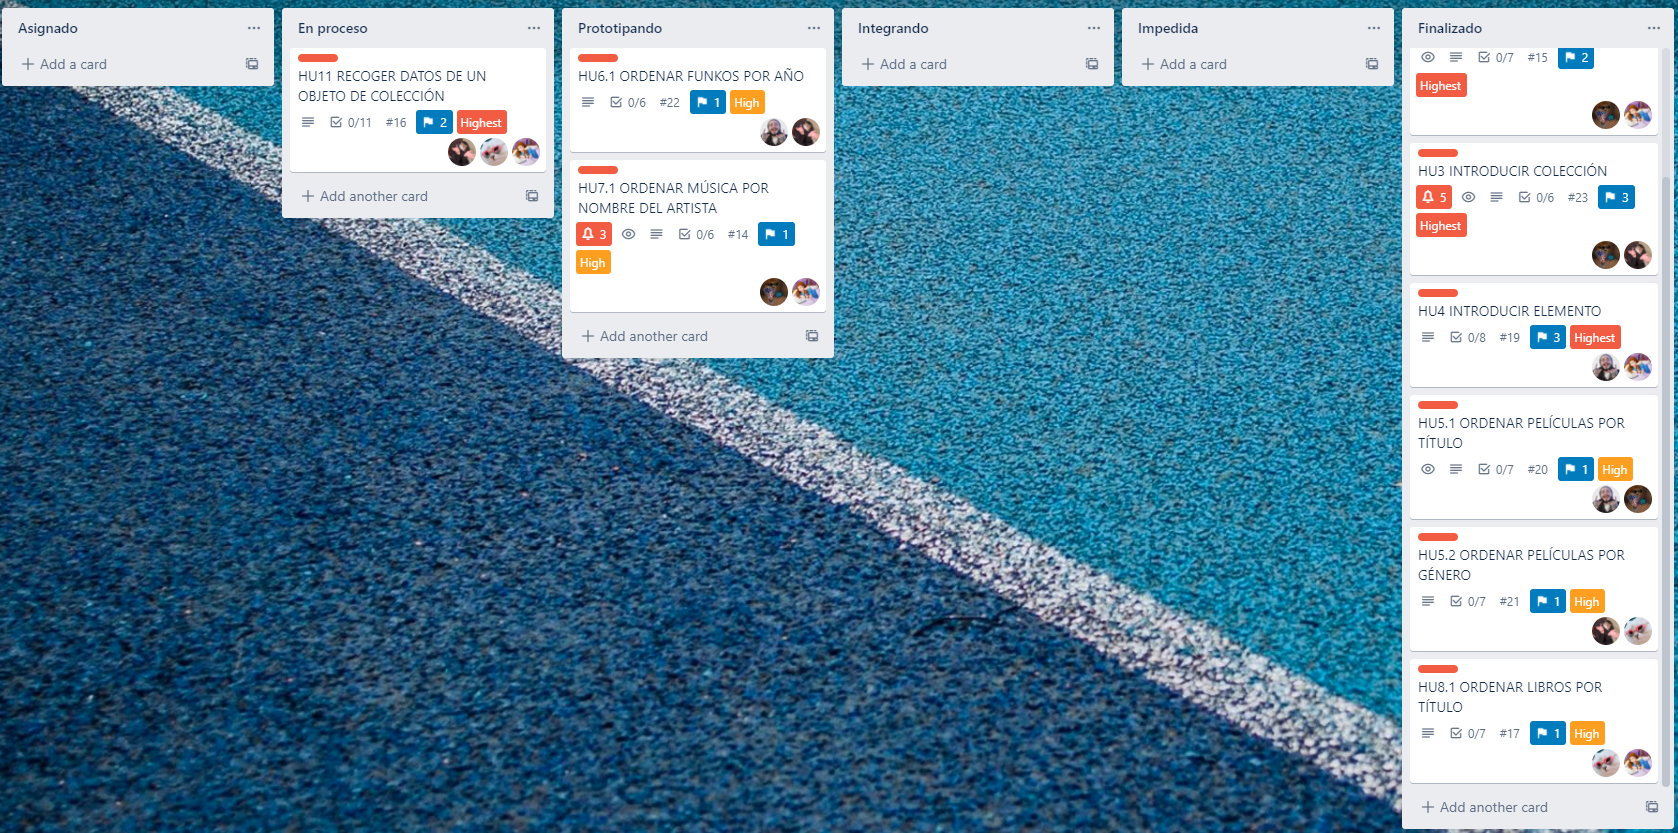 Asignado
Add a card
En proceso
HU11 RECOGER DATOS DE UN
OBJETO DE COLECCIÓN
0/11 #16 2 Highest
Add another card
Prototipando
HU6.1 ORDENAR FUNKOS POR AÑO
0/6 #22 1 High
HU7.1 ORDENAR MÚSICA POR
NOMBRE DEL ARTISTA
3 0/6 #14 1
High
Add another card
Integrando
Add a card
Impedida
Add a card
Finalizado
0/7 #15 2
Highest
HU3 INTRODUCIR COLECCIÓN
5 0/6 #23 3
Highest
HU4 INTRODUCIR ELEMENTO
0/8 #19 3 Highest
HU5.1 ORDENAR PELÍCULAS POR
TÍTULO
0/7 #20 1 High
HU5.2 ORDENAR PELÍCULAS POR
GÉNERO
0/7 #21 1 High
HU8.1 ORDENAR LIBROS POR
TÍTULO
0/7 #17 1 High
Add another card